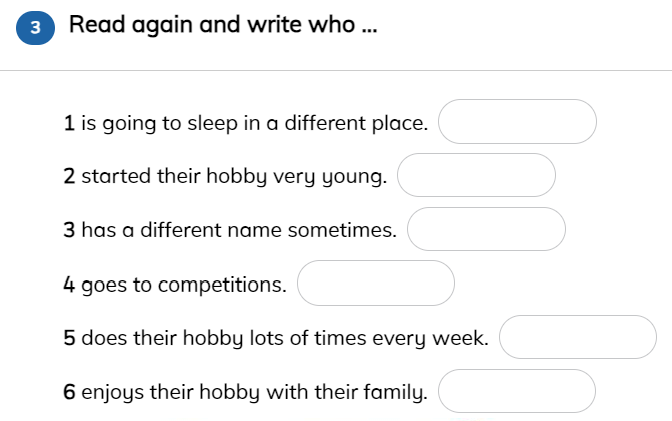 3 Read again and write who ...
1 is going to sleep in a different place.
2 started their hobby very young.
3 has a different name sometimes.
4 goes to competitions.
5 does their hobby lots of times every week.
6 enjoys their hobby with their family.